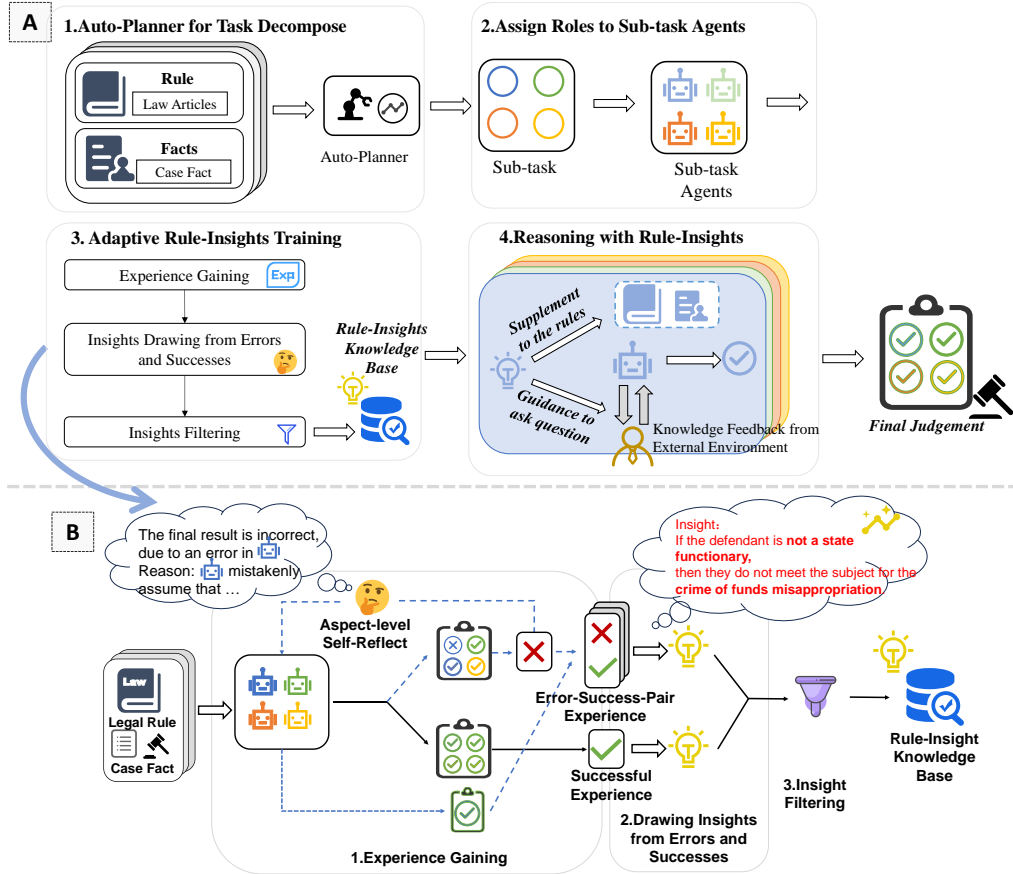 A
1.Auto-Planner for Task Decompose
Rule
Law Articles
Facts
Case Fact
Auto-Planner
2.Assign Roles to Sub-task Agents
Sub-task
Sub-task
Agents
3. Adaptive Rule-Insights Training
Experience Gaining
Exp
Insights Drawing from Errors
and Successes
Insights Filtering
Rule-Insights
Knowledge
Base
4.Reasoning with Rule-Insights
Supplement
to the rules
Guidance to
ask question
Knowledge Feedback from
External Environment
Final Judgement
B
The final result is incorrect,
due to an error in
Reason: mistakenly
assume that …
Insight:
If the defendant is not a state
functionary,
then they do not meet the subject for the
crime of funds misappropriation
Aspect-level
Self-Reflect
Law
Legal Rule
Case Fact
Error-Success-Pair
Experience
Successful
Experience
1.Experience Gaining
2.Drawing Insights
from Errors and
Successes
3.Insight
Filtering
Rule-Insight
Knowledge
Base